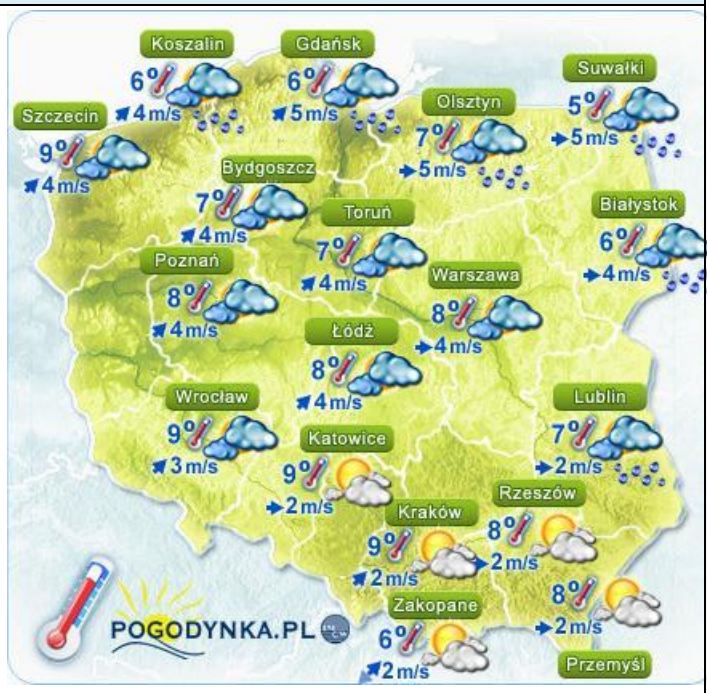 Koszalin
6°
4 m/s
Gdańsk
6°
5 m/s
Suwałki
5°
5 m/s
Szczecin
9°
4 m/s
Olsztyn
7°
5 m/s
Bydgoszcz
7°
4 m/s
Toruń
7°
4 m/s
Białystok
6°
4 m/s
Poznań
8°
4 m/s
Warszawa
8°
4 m/s
Łódź
8°
4 m/s
Wrocław
9°
3 m/s
Katowice
9°
2 m/s
Lublin
7°
2 m/s
Kraków
9°
2 m/s
Rzeszów
8°
2 m/s
Zakopane
6°
2 m/s
8°
2 m/s
Przemyśl
POGODYNKA.PL